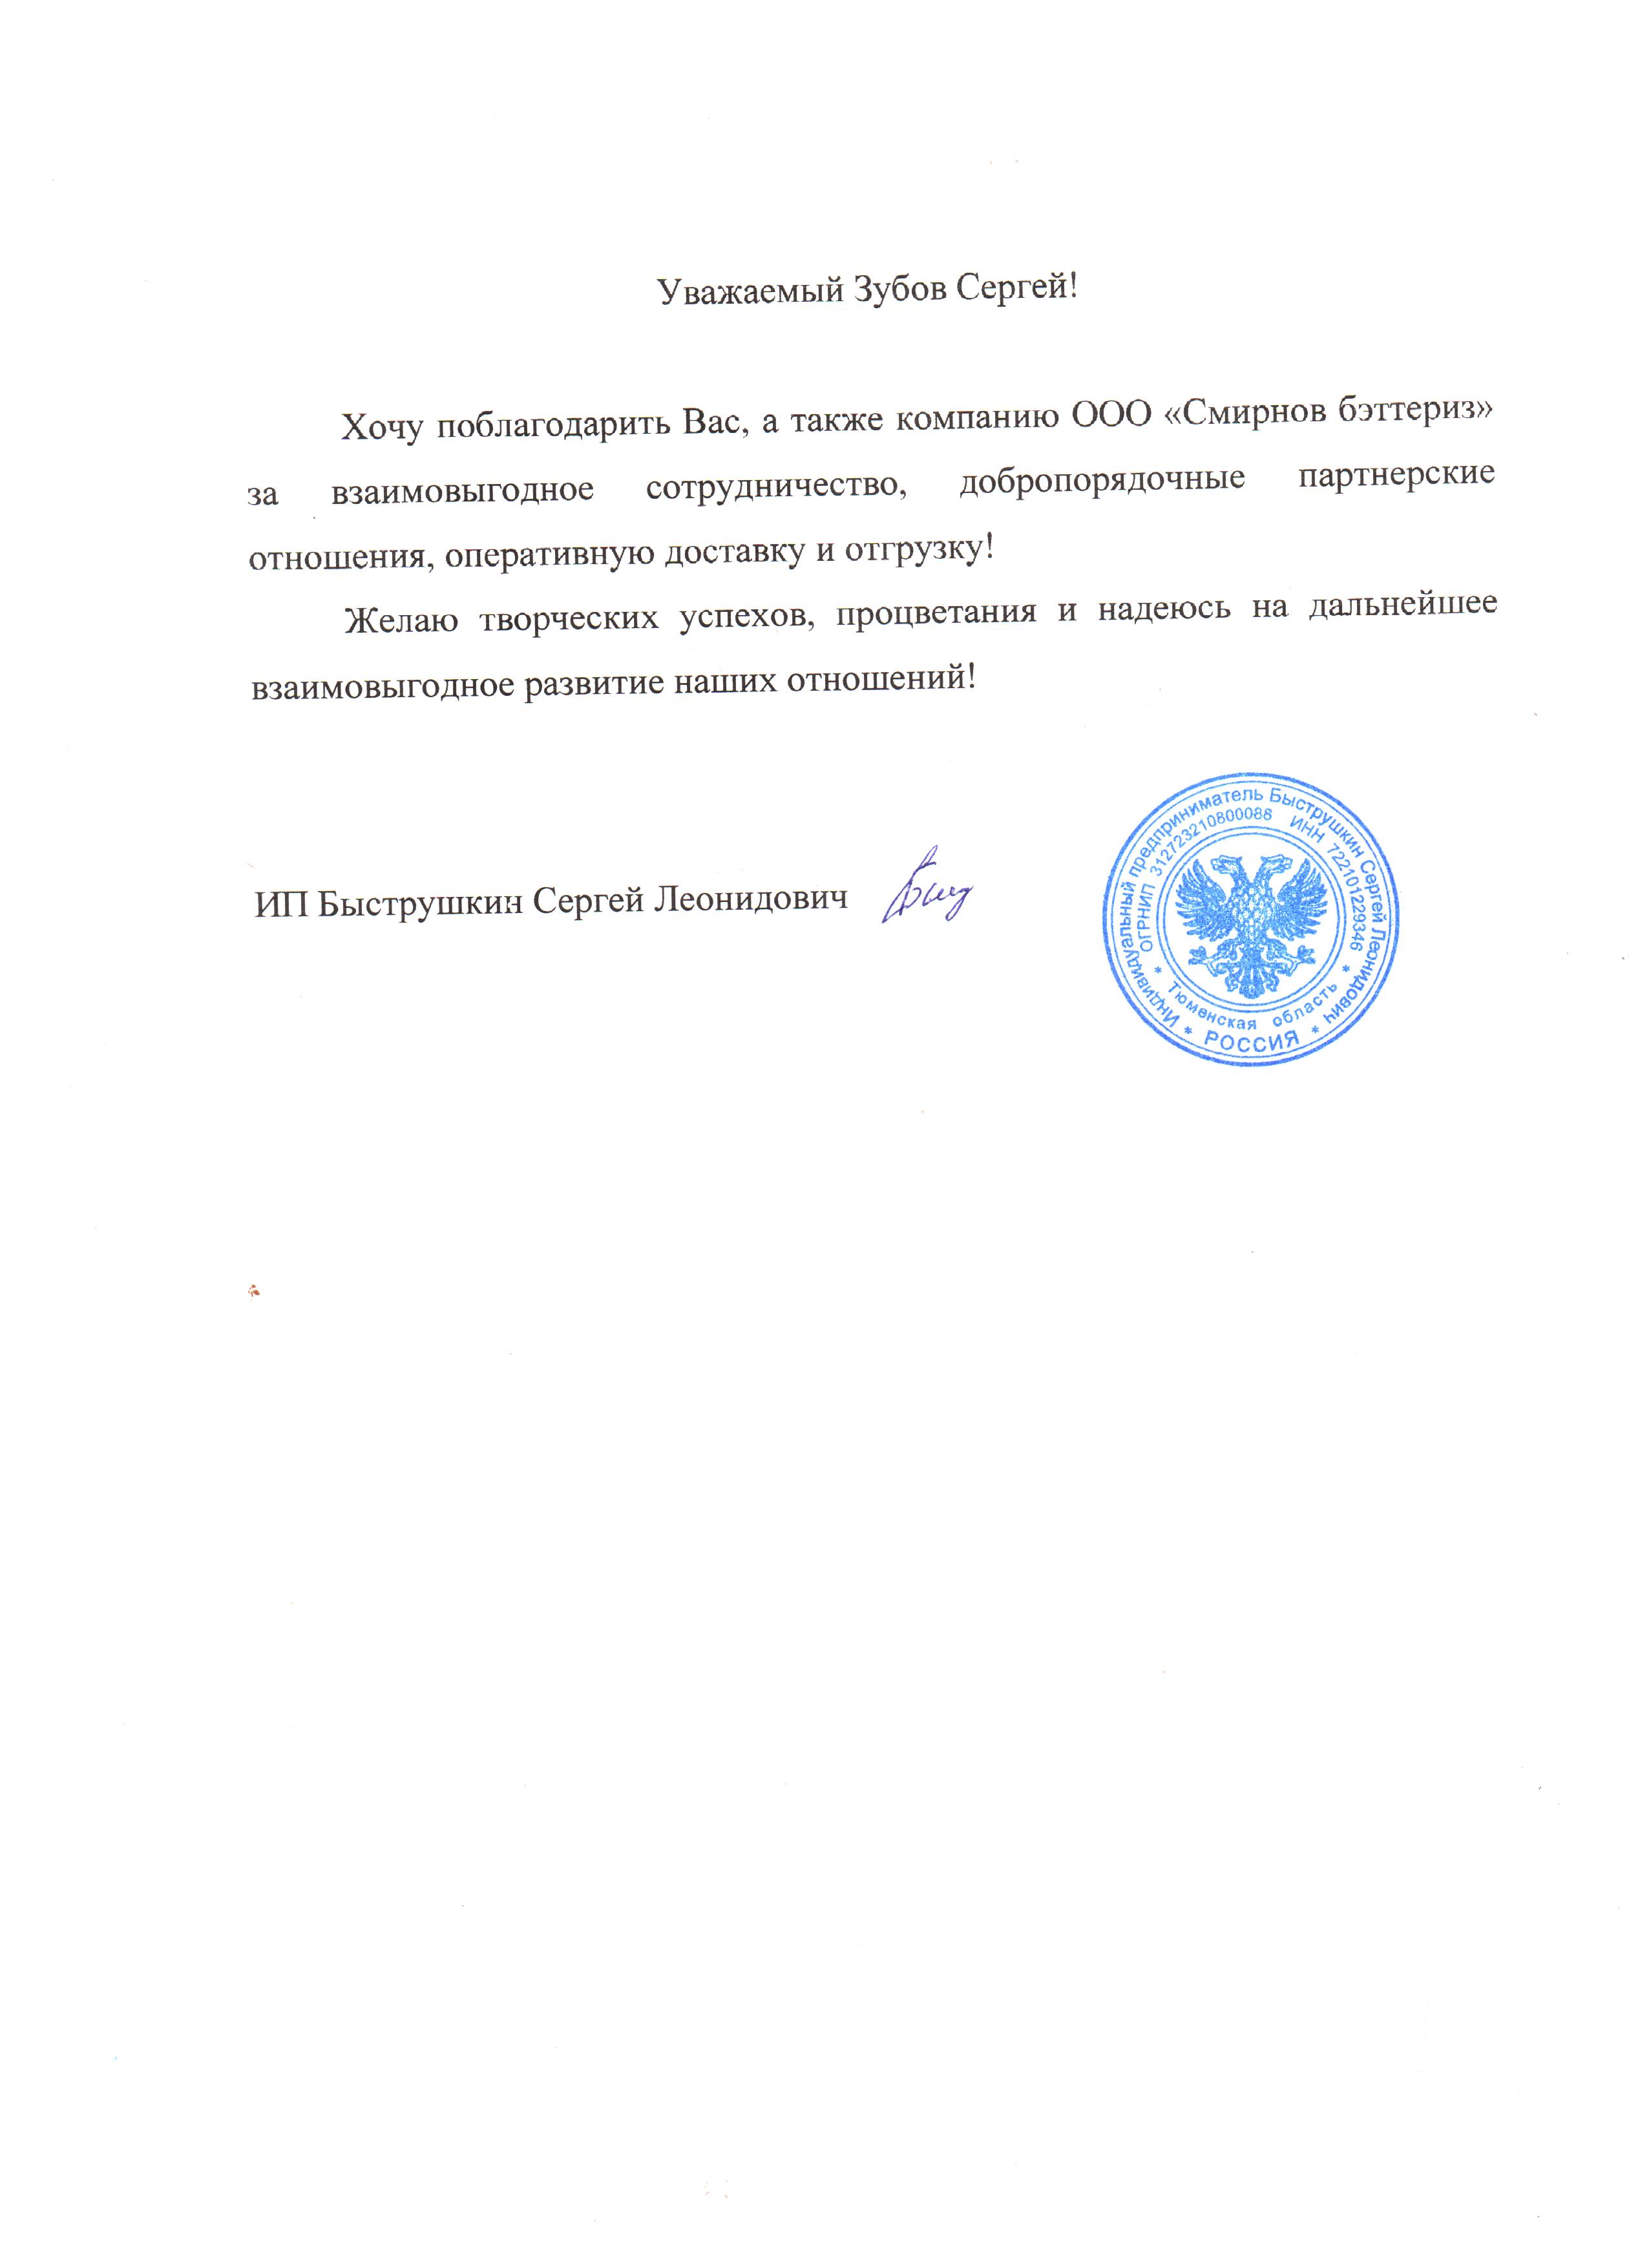 Уважаемый Зубов Сергей!
Хочу поблагодарить Вас, а также компанию ООО «Смирнов бэттериз»
за взаимовыгодное сотрудничество, добропорядочные партнерские
отношения, оперативную доставку и отгрузку!
Желаю творческих успехов, процветания и надеюсь на дальнейшее
взаимовыгодное развитие наших отношений!
ИП Быструшкин Сергей Леонидович
Индивидуальный предприниматель Быструшкин Сергей Леонидович
ОГРНИП 312723210800088 ИНН 722101229346
* Тюменская область *
* РОССИЯ *